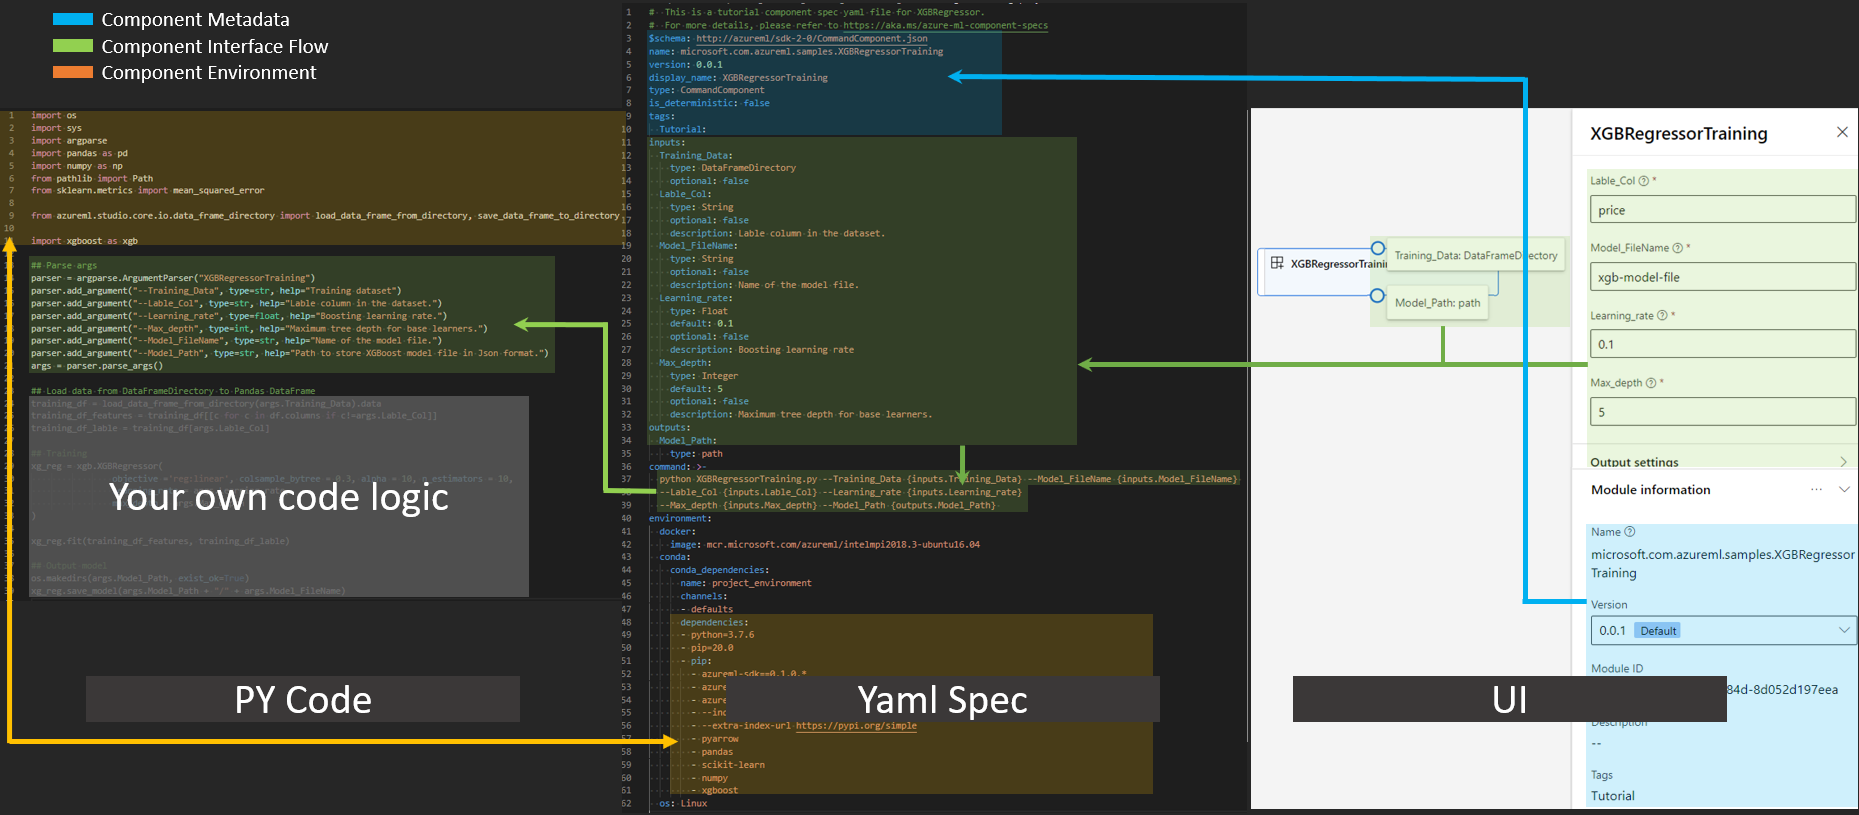 Component Metadata
Component Interface Flow
Component Environment
1 import os
2 import sys
3 import argparse
4 import pandas as pd
5 import numpy as np
6 from pathlib import Path
7 from sklearn.metrics import mean_squared_error
8
9 from azureml.studio.core.io.data_frame_directory import load_data_frame_from_directory, save_data_frame_to_directory
10
import xgboost as xgb
## Parse args
parser = argparse.ArgumentParser("XGBRegressorTraining")
parser.add_argument("--Training_Data", type=str, help="Training dataset")
parser.add_argument("--Lable_Col", type=str, help="Lable column in the dataset.")
parser.add_argument("--Learning_rate", type=float, help="Boosting learning rate.")
parser.add_argument("--Max_depth", type=int, help="Maximum tree depth for base learners.")
parser.add_argument("--Model_FileName", type=str, help="Name of the model file.")
parser.add_argument("--Model_Path", type=str, help="Path to store XGBoost model file in Json format.")
args = parser.parse_args()
## Load data from DataFrameDirectory to Pandas DataFrame
training_df = load_data_frame_from_directory(args.Training_Data).data
training_df_features = training_df[[c for c in df.columns if c!=args.Lable_Col]]
training_df_lable = training_df[args.Lable_Col]
## Training
xg_reg = xgb.XGBRegressor(
objective ='reg:linear', colsample_bytree = 0.3, alpha = 10, n_estimators = 10,
Your own code logic
)
xg_reg.fit(training_df_features, training_df_lable)
## Output model
os.makedirs(args.Model_Path, exist_ok=True)
xg_reg.save_model(args.Model_Path + "/" + args.Model_FileName)
PY Code
1 # This is a tutorial component spec yaml file for XGBRegressor.
2 # For more details, please refer to https://aka.ms/azure-ml-component-specs
3 $schema: http://azureml/sdk-2-0/CommandComponent.json
4 name: microsoft.com.azureml.samples.XGBRegressorTraining
5 version: 0.0.1
6 display_name: XGBRegressorTraining
7 type: CommandComponent
8 is_deterministic: false
9 tags:
10 Tutorial:
11 inputs:
12 Training_Data:
13 type: DataFrameDirectory
14 optional: false
15 Lable_Col:
16 type: String
17 optional: false
18 description: Lable column in the dataset.
19 Model_FileName:
20 type: String
21 optional: false
22 description: Name of the model file.
23 Learning_rate:
24 type: Float
25 default: 0.1
26 optional: false
27 description: Boosting learning rate
28 Max_depth:
29 type: Integer
30 default: 5
31 optional: false
32 description: Maximum tree depth for base learners.
33 outputs:
34 Model_Path:
35 type: path
36 command: >-
37 python XGBRegressorTraining.py --Training_Data {inputs.Training_Data} --Model_FileName {inputs.Model_FileName}
--Lable_Col {inputs.Lable_Col} --Learning_rate {inputs.Learning_rate}
39 --Max_depth {inputs.Max_depth} --Model_Path {outputs.Model_Path}
40 environment:
41 docker:
42 image: mcr.microsoft.com/azureml/intelmpi2018.3-ubuntu16.04
43 conda:
44 conda_dependencies:
45 name: project_environment
46 channels:
47 - defaults
48 dependencies:
49 - python=3.7.6
50 - pip=20.0
51 - pip:
52 - azureml-sdk==0.1.0.*
53 - azure
54 - azure
55 - --inc
56 - --extra-index-url https://pypi.org/simple
57 - pyarrow
58 - pandas
59 - scikit-learn
60 - numpy
61 - xgboost
62 os: Linux
Yaml Spec
XGBRegressorTraini
Training_Data: DataFrameDirectory
Model_Path: path
XGBRegressorTraining
Lable_Col *
price
Model_FileName *
xgb-model-file
Learning_rate *
0.1
Max_depth *
5
Output settings
Module information
Name
microsoft.com.azureml.samples.XGBRegressor
Training
Version
0.0.1 Default
Module ID
84d-8d052d197eea
UI
Description
--
Tags
Tutorial